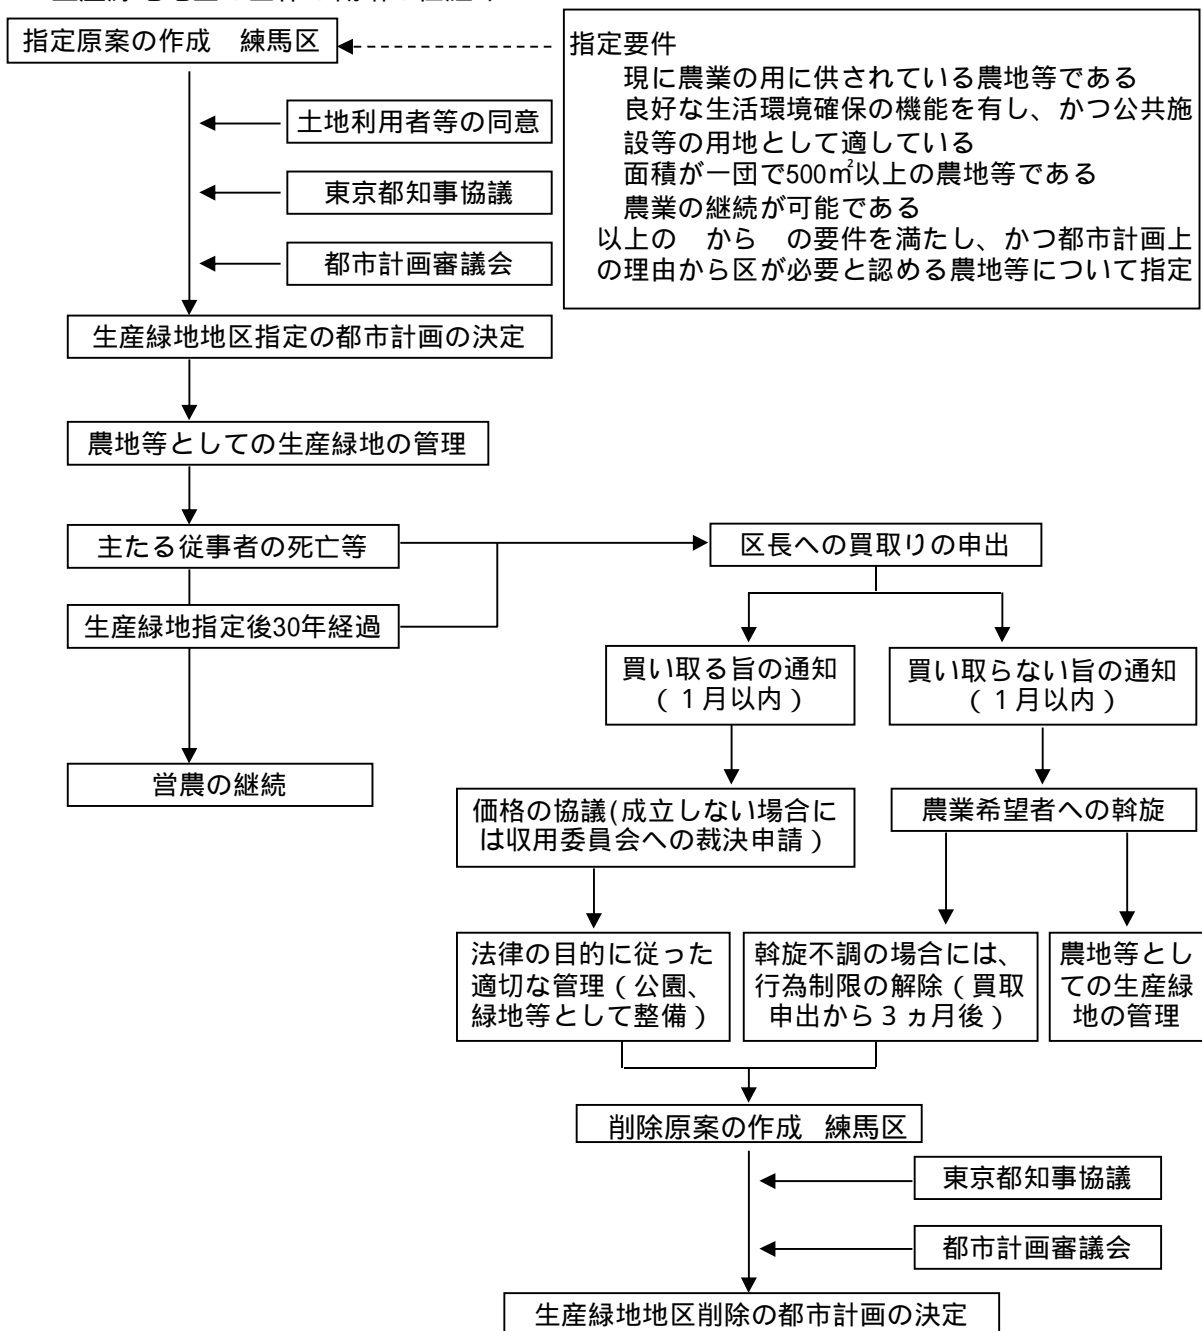 指定原案の作成　練馬区
指定要件
現に農業の用に供されている農地等である
良好な生活環境確保の機能を有し、かつ公共施
設等の用地として適している
面積が一団で500㎡以上の農地等である
農業の継続が可能である
以上の　から　の要件を満たし、かつ都市計画上
の理由から区が必要と認める農地等について指定
土地利用者等の同意
東京都知事協議
都市計画審議会
生産緑地地区指定の都市計画の決定
農地等としての生産緑地の管理
主たる従事者の死亡等
区長への買取りの申出
生産緑地指定後30年経過
買い取る旨の通知
（１月以内）
買い取らない旨の通知
（１月以内）
営農の継続
価格の協議(成立しない場合に
は収用委員会への裁決申請）
農業希望者への斡旋
法律の目的に従った
適切な管理（公園、
緑地等として整備）
斡旋不調の場合には、
行為制限の解除（買取
申出から３ヵ月後）
農地等とし
ての生産緑
地の管理
削除原案の作成　練馬区
東京都知事協議
都市計画審議会
生産緑地地区削除の都市計画の決定